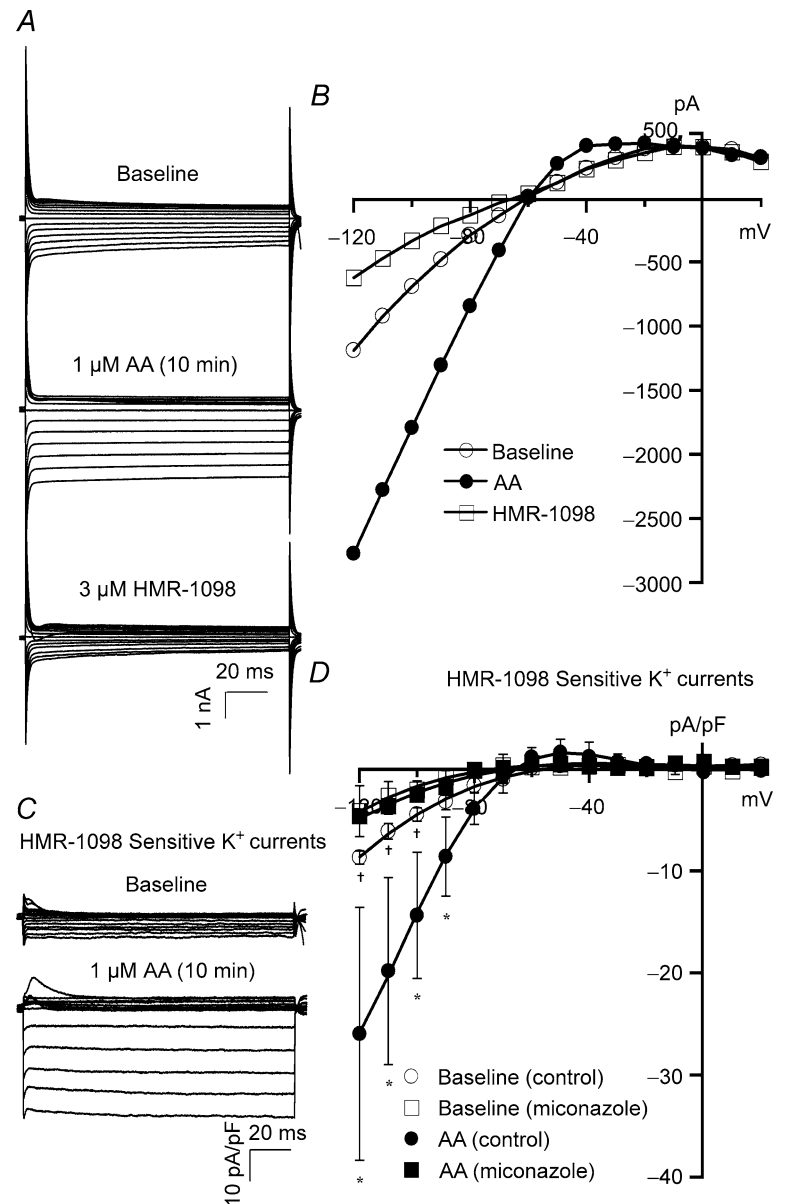 A
Baseline
1 µM AA (10 min)
3 µM HMR-1098
20 ms
1 nA
B
pA
500
−120
−80
−40
mV
−500
−1000
−1500
−2000
−2500
−3000
Baseline
AA
HMR-1098
C
HMR-1098 Sensitive K⁺ currents
Baseline
1 µM AA (10 min)
20 ms
10 pA/pF
D
HMR-1098 Sensitive K⁺ currents
pA/pF
−120
−80
−40
mV
† † †
* * * *
−10
−20
−30
−40
Baseline (control)
Baseline (miconazole)
AA (control)
AA (miconazole)